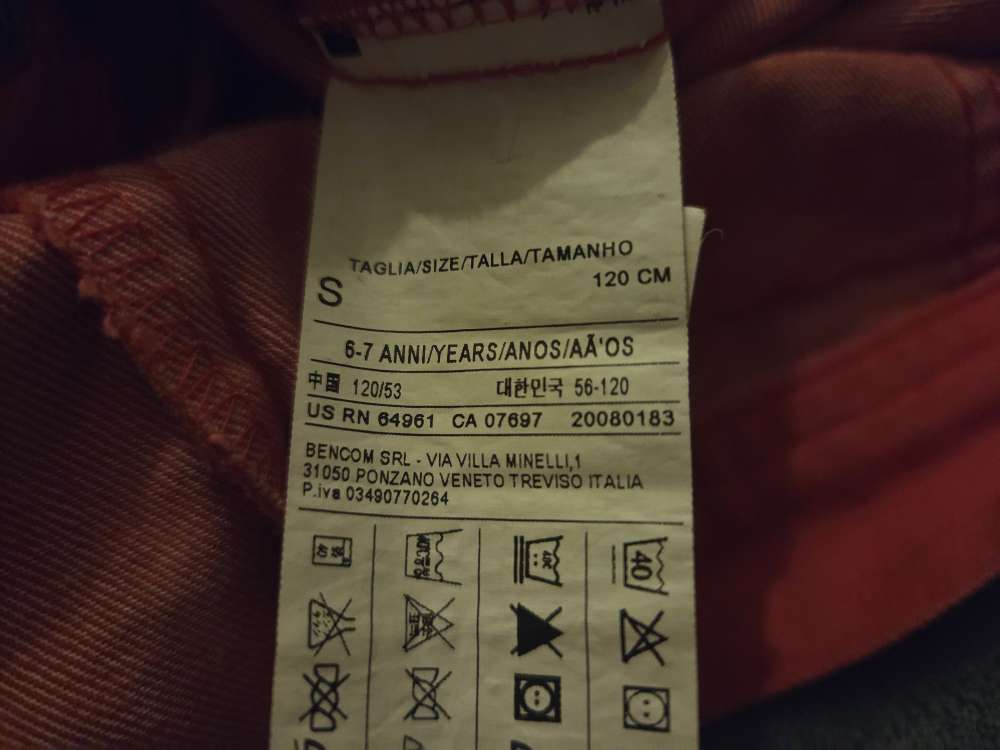 TAGLIA/SIZE/TALLA/TAMANHO
S 120 CM
6-7 ANNI/YEARS/ANOS/AÃ'OS
中国 120/53 대한민국 56-120
US RN 64961 CA 07697 20080183
BENCOM SRL - VIA VILLA MINELLI,1
31050 PONZANO VENETO TREVISO ITALIA
P.iva 03490770264
40